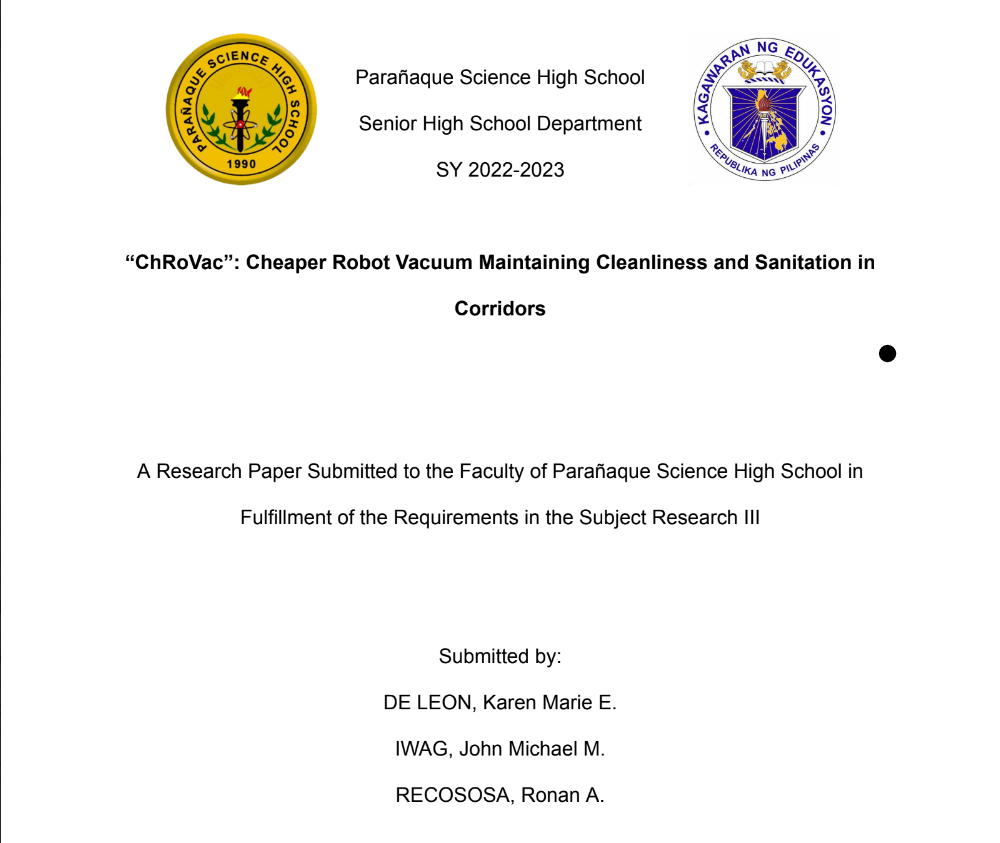 PARAÑAQUE SCIENCE HIGH SCHOOL
1990
Parañaque Science High School
Senior High School Department
SY 2022-2023
KAGAWARAN NG EDUKASYON
REPUBLIKA NG PILIPINAS
“ChRoVac”: Cheaper Robot Vacuum Maintaining Cleanliness and Sanitation in
Corridors
A Research Paper Submitted to the Faculty of Parañaque Science High School in
Fulfillment of the Requirements in the Subject Research III
Submitted by:
DE LEON, Karen Marie E.
IWAG, John Michael M.
RECOSOSA, Ronan A.